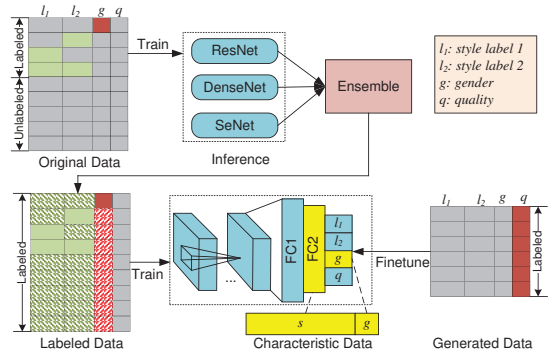 l1 l2 g q
Labeled
Unlabeled
Original Data
Train
ResNet
DenseNet
SeNet
Inference
Ensemble
l1: style label 1
l2: style label 2
g: gender
q: quality
l1 l2 g q
Labeled
Labeled Data
Train
...
FC1
FC2
l1
l2
g
q
s g
Characteristic Data
Finetune
l1 l2 g q
Labeled
Generated Data